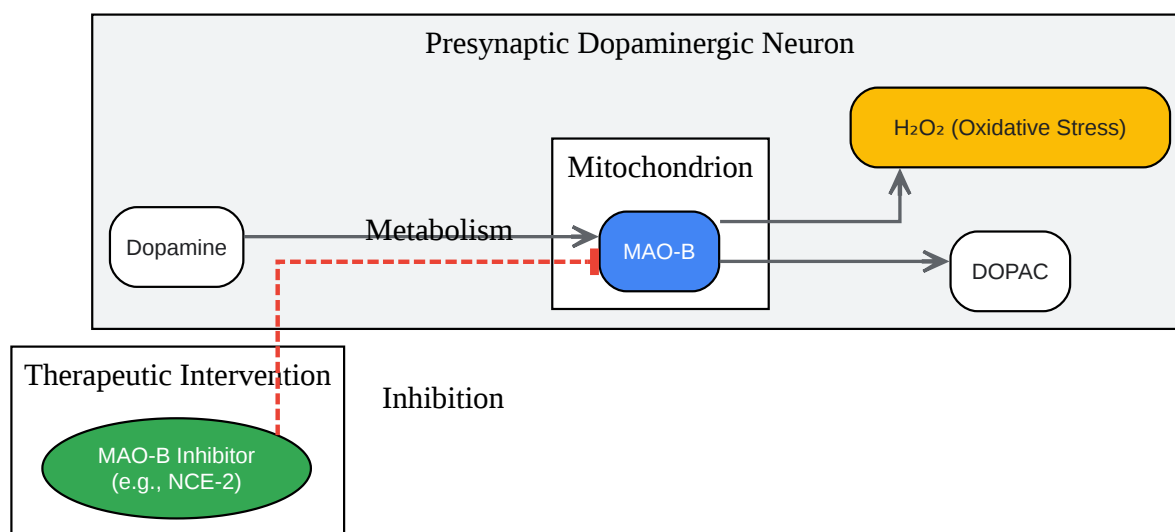 Presynaptic Dopaminergic Neuron
H₂O₂ (Oxidative Stress)
Mitochondrion
Dopamine
Metabolism
MAO-B
DOPAC
Therapeutic Intervention
Inhibition
MAO-B Inhibitor
(e.g., NCE-2)